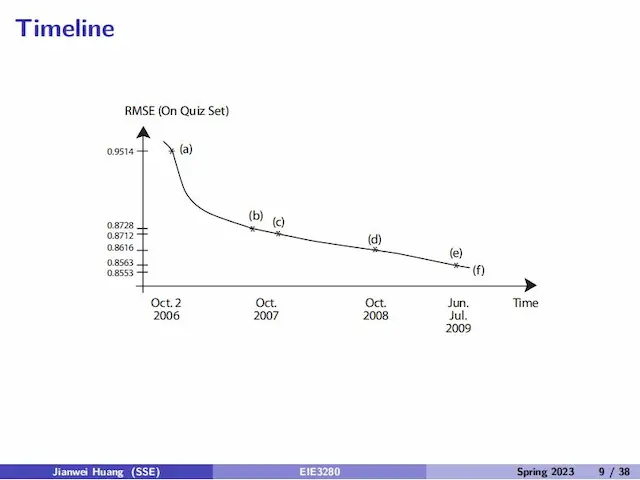 Timeline
RMSE (On Quiz Set)
0.9514
(a)
(b)
(c)
0.8728
0.8712
(d)
0.8616
(e)
0.8563
(f)
0.8553
Oct. 2
2006
Oct.
2007
Oct.
2008
Jun.
Jul.
2009
Time
Jianwei Huang (SSE)
EIE3280
Spring 2023
9 / 38